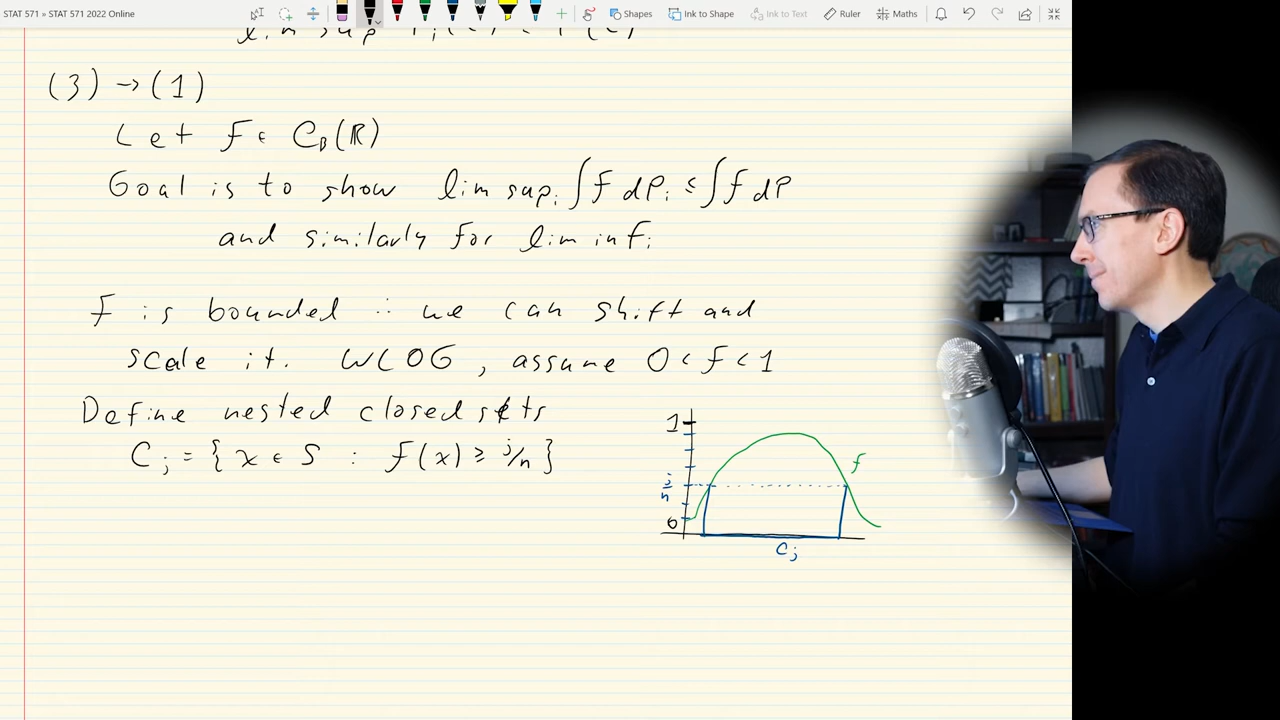 STAT 571 » STAT 571 2022 Online
Shapes
Ink to Shape
Ink to Text
Ruler
Maths
lim sup
(3) → (1)
Let f ∈ C_B(ℝ)
Goal is to show lim sup_i ∫f dP_i ≤ ∫f dP
and similarly for lim inf_i
f is bounded ∴ we can shift and
scale it. WLOG, assume 0 < f < 1
Define nested closed sets
C_j = { x ∈ S : f(x) ≥ j/n }
1
f
j/n
0
C_j